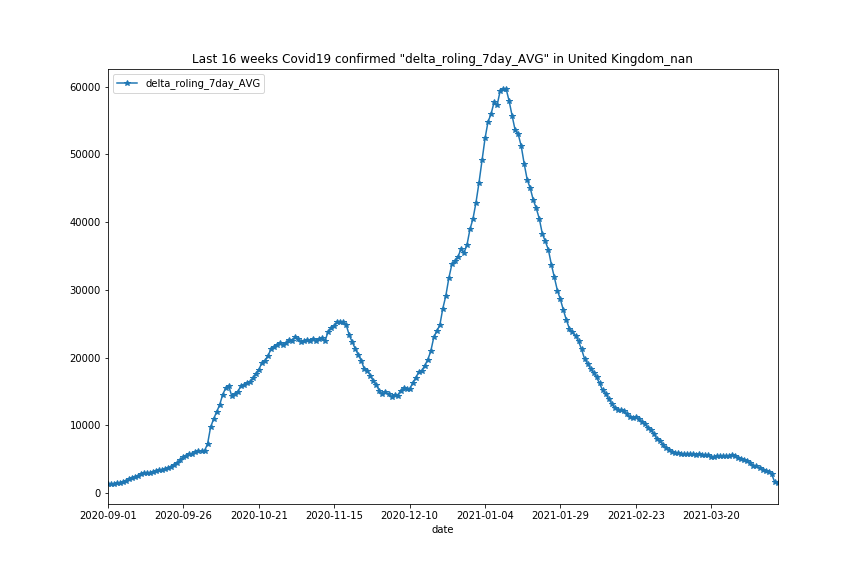 Last 16 weeks Covid19 confirmed "delta_roling_7day_AVG" in United Kingdom_nan
delta_roling_7day_AVG
60000
50000
40000
30000
20000
10000
0
2020-09-01 2020-09-26 2020-10-21 2020-11-15 2020-12-10 2021-01-04 2021-01-29 2021-02-23 2021-03-20
date